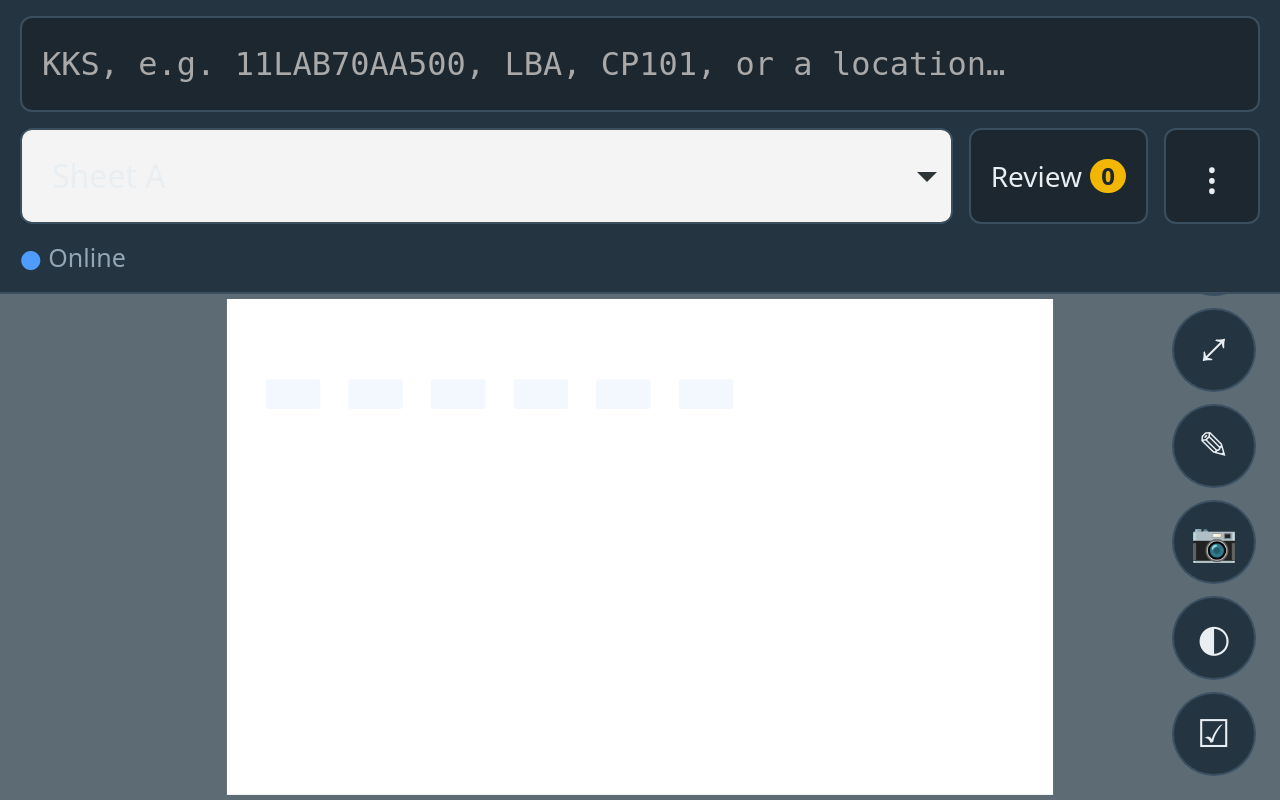 KKS, e.g. 11LAB70AA500, LBA, CP101, or a location…
Sheet A
Review 0
Online